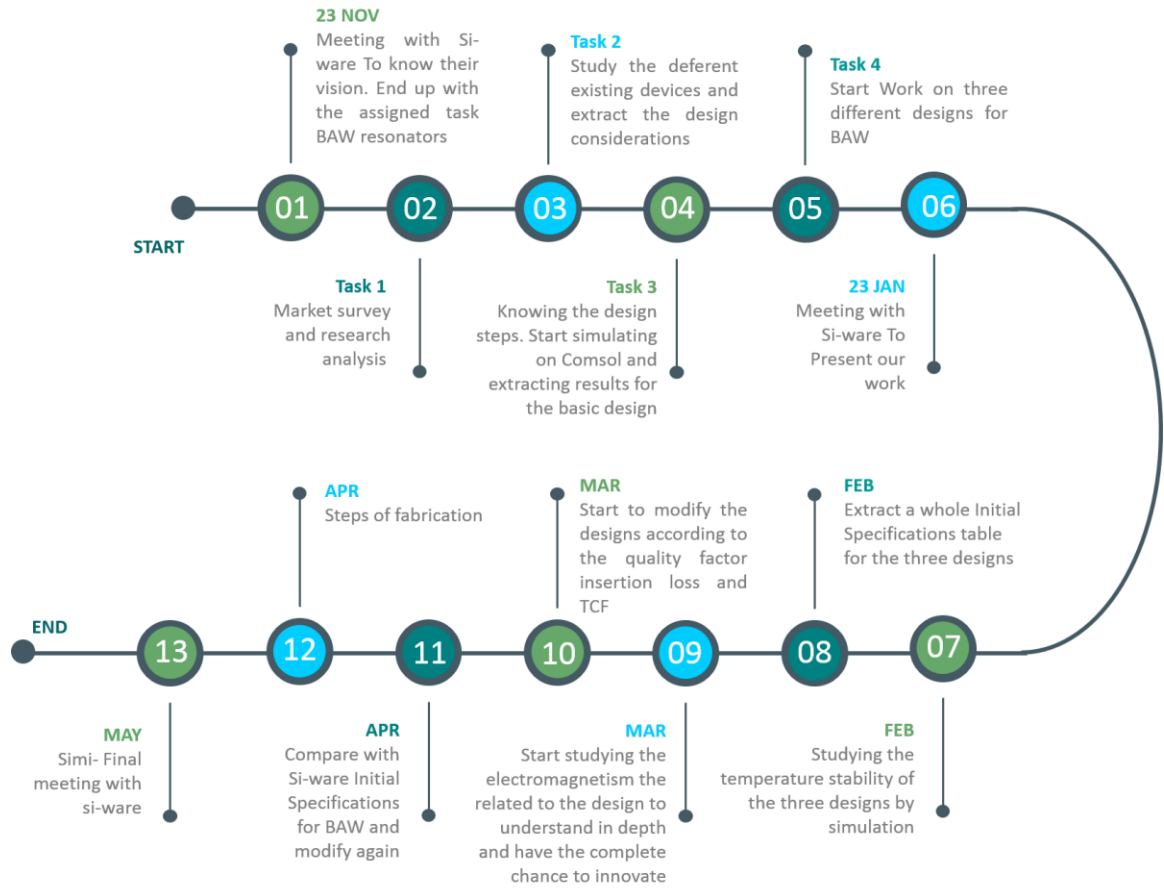 23 NOV
Meeting with Si-
ware To know their
vision. End up with
the assigned task
BAW resonators
Task 2
Study the deferent
existing devices and
extract the design
considerations
Task 4
Start Work on three
different designs for
BAW
START
01
02
03
04
05
06
Task 1
Market survey
and research
analysis
Task 3
Knowing the design
steps. Start simulating
on Comsol and
extracting results for
the basic design
23 JAN
Meeting with
Si-ware To
Present our
work
APR
Steps of fabrication
MAR
Start to modify the
designs according to
the quality factor
insertion loss and
TCF
FEB
Extract a whole Initial
Specifications table
for the three designs
END
13
12
11
10
09
08
07
MAY
Simi- Final
meeting with
si-ware
APR
Compare with
Si-ware Initial
Specifications
for BAW and
modify again
MAR
Start studying the
electromagnetism the
related to the design to
understand in depth
and have the complete
chance to innovate
FEB
Studying the
temperature stability of
the three designs by
simulation